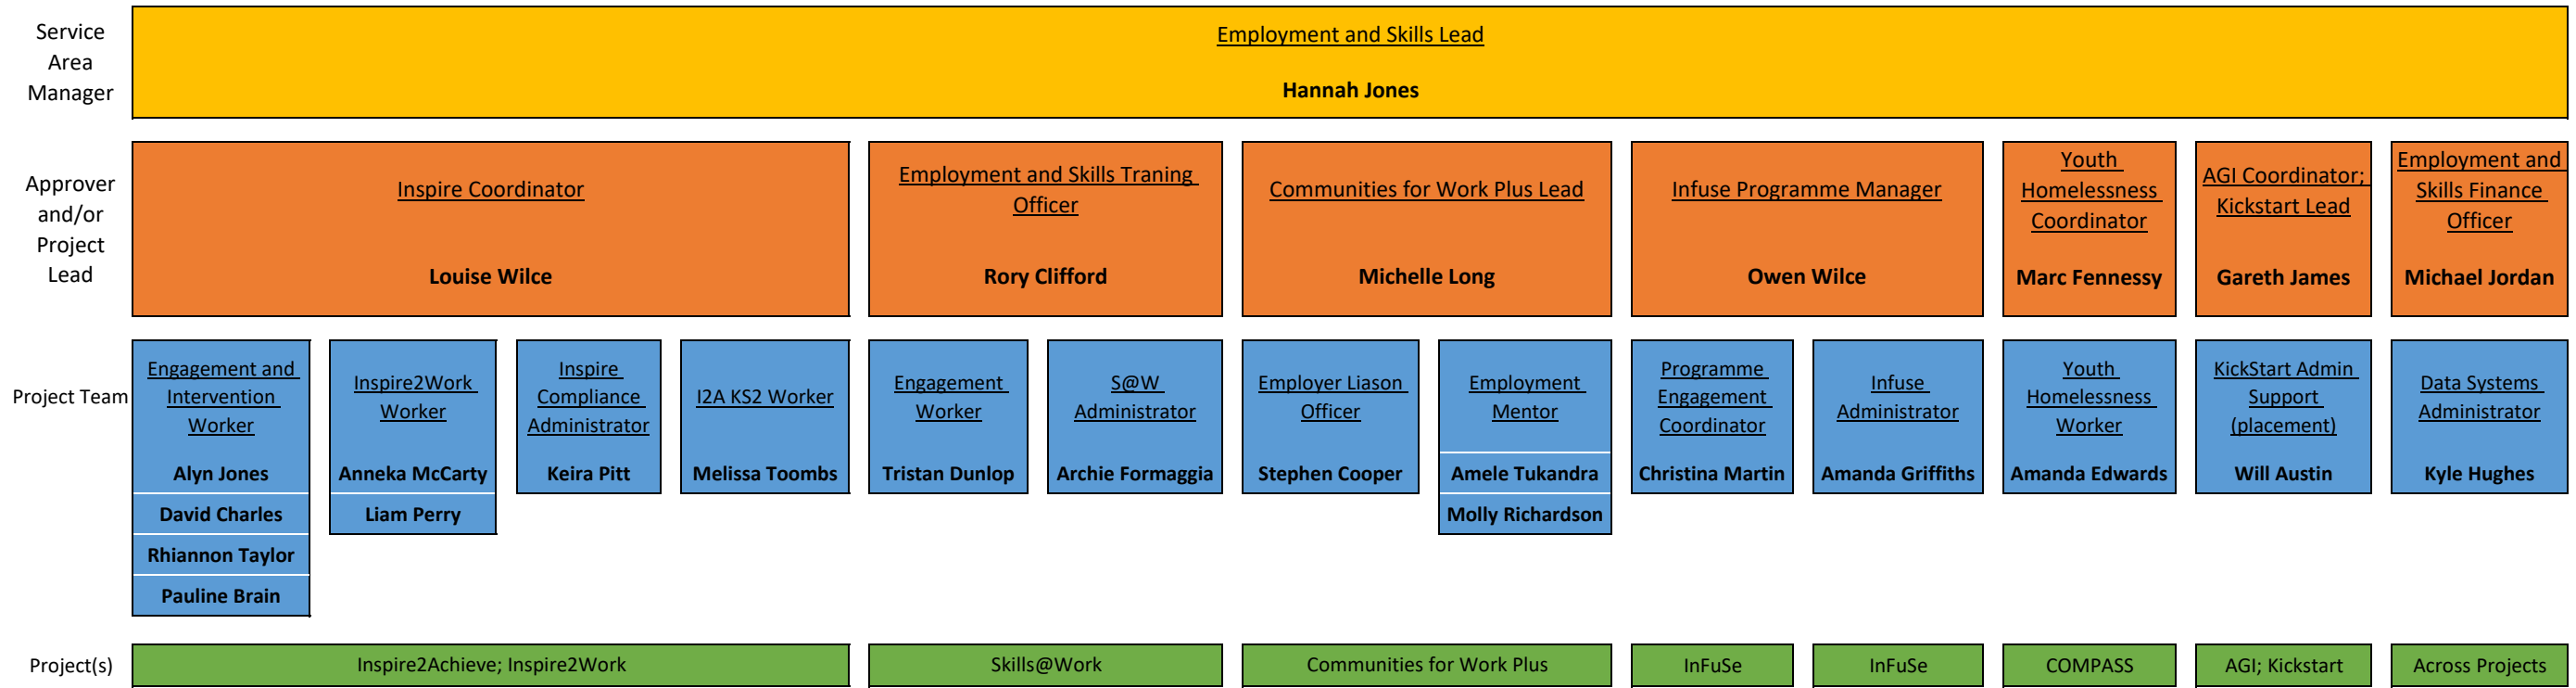 Service
Area
Manager
Employment and Skills Lead
Hannah Jones
Approver
and/or
Project
Lead
Inspire Coordinator
Louise Wilce
Employment and Skills Traning
Officer
Rory Clifford
Communities for Work Plus Lead
Michelle Long
Infuse Programme Manager
Owen Wilce
Youth
Homelessness
Coordinator
Marc Fennessy
AGI Coordinator;
Kickstart Lead
Gareth James
Employment and
Skills Finance
Officer
Michael Jordan
Project Team
Engagement and
Intervention
Worker
Alyn Jones
David Charles
Rhiannon Taylor
Pauline Brain
Inspire2Work
Worker
Anneka McCarty
Liam Perry
Inspire
Compliance
Administrator
Keira Pitt
I2A KS2 Worker
Melissa Toombs
Engagement
Worker
Tristan Dunlop
S@W
Administrator
Archie Formaggia
Employer Liason
Officer
Stephen Cooper
Employment
Mentor
Amele Tukandra
Molly Richardson
Programme
Engagement
Coordinator
Christina Martin
Infuse
Administrator
Amanda Griffiths
Youth
Homelessness
Worker
Amanda Edwards
KickStart Admin
Support
(placement)
Will Austin
Data Systems
Administrator
Kyle Hughes
Project(s)
Inspire2Achieve; Inspire2Work
Skills@Work
Communities for Work Plus
InFuSe
InFuSe
COMPASS
AGI; Kickstart
Across Projects